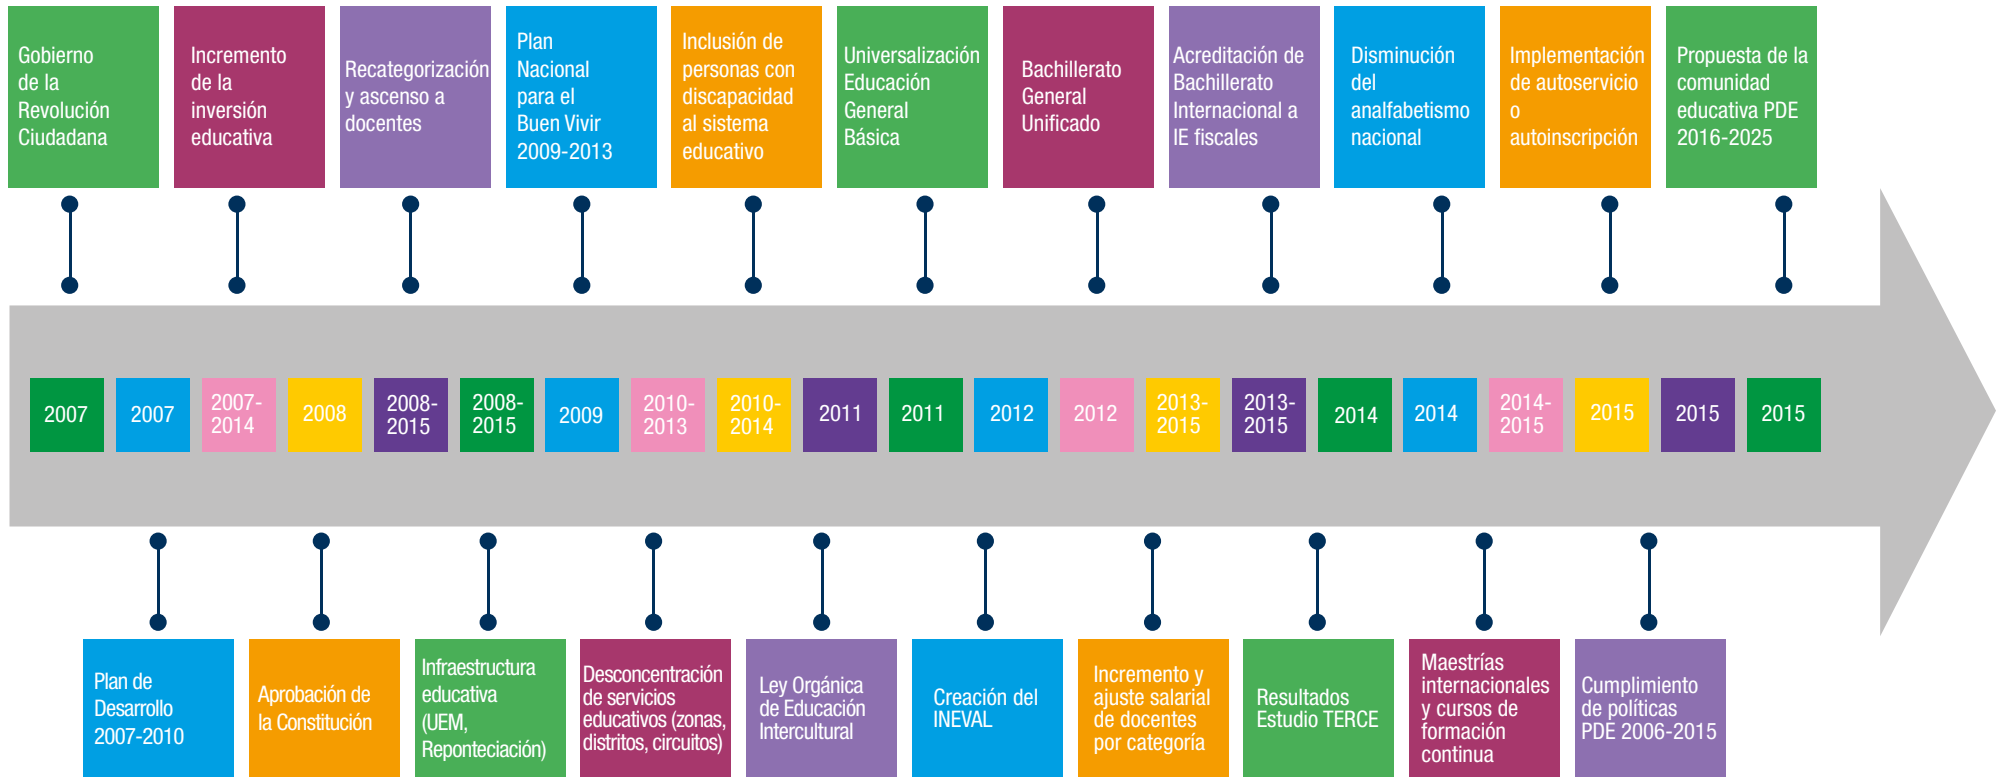 Gobierno
de la
Revolución
Ciudadana
Incremento
de la
inversión
educativa
Recategorización
y ascenso a
docentes
Plan
Nacional
para el
Buen Vivir
2009-2013
Inclusión de
personas con
discapacidad
al sistema
educativo
Universalización
Educación
General
Básica
Bachillerato
General
Unificado
Acreditación de
Bachillerato
Internacional a
IE fiscales
Disminución
del
analfabetismo
nacional
Implementación
de autoservicio
o
autoinscripción
Propuesta de la
comunidad
educativa PDE
2016-2025
2007
2007
2007-
2014
2008
2008-
2015
2008-
2015
2009
2010-
2013
2010-
2014
2011
2011
2012
2012
2013-
2015
2013-
2015
2014
2014
2014-
2015
2015
2015
2015
Plan de
Desarrollo
2007-2010
Aprobación de
la Constitución
Infraestructura
educativa
(UEM,
Reponteciación)
Desconcentración
de servicios
educativos (zonas,
distritos, circuitos)
Ley Orgánica
de Educación
Intercultural
Creación del
INEVAL
Incremento y
ajuste salarial
de docentes
por categoría
Resultados
Estudio TERCE
Maestrías
internacionales
y cursos de
formación
continua
Cumplimiento
de políticas
PDE 2006-2015